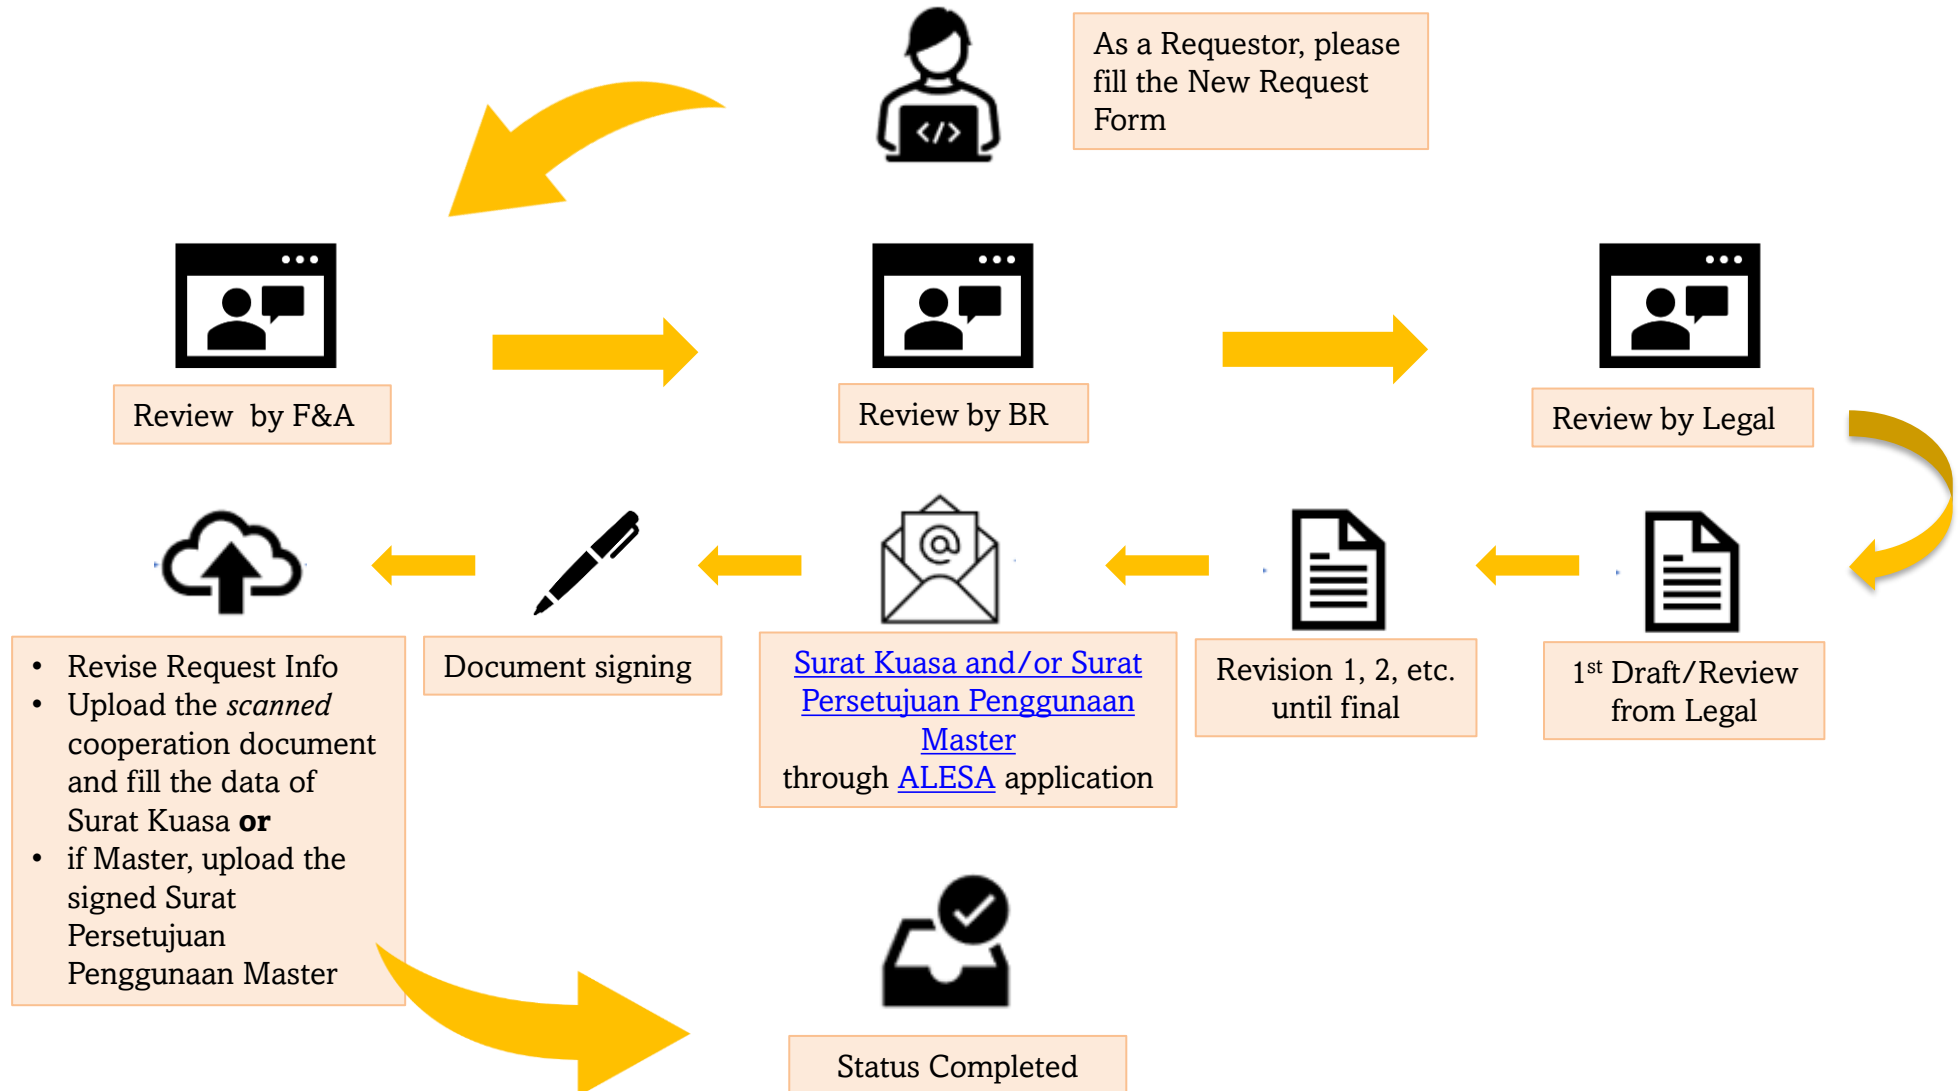 As a Requestor, please
fill the New Request
Form
</>
Review by F&A
Review by BR
Review by Legal
1st Draft/Review
from Legal
Revision 1, 2, etc.
until final
@
Surat Kuasa and/or Surat
Persetujuan Penggunaan
Master
through ALESA application
Document signing
• Revise Request Info
• Upload the scanned
cooperation document
and fill the data of
Surat Kuasa or
• if Master, upload the
signed Surat
Persetujuan
Penggunaan Master
Status Completed